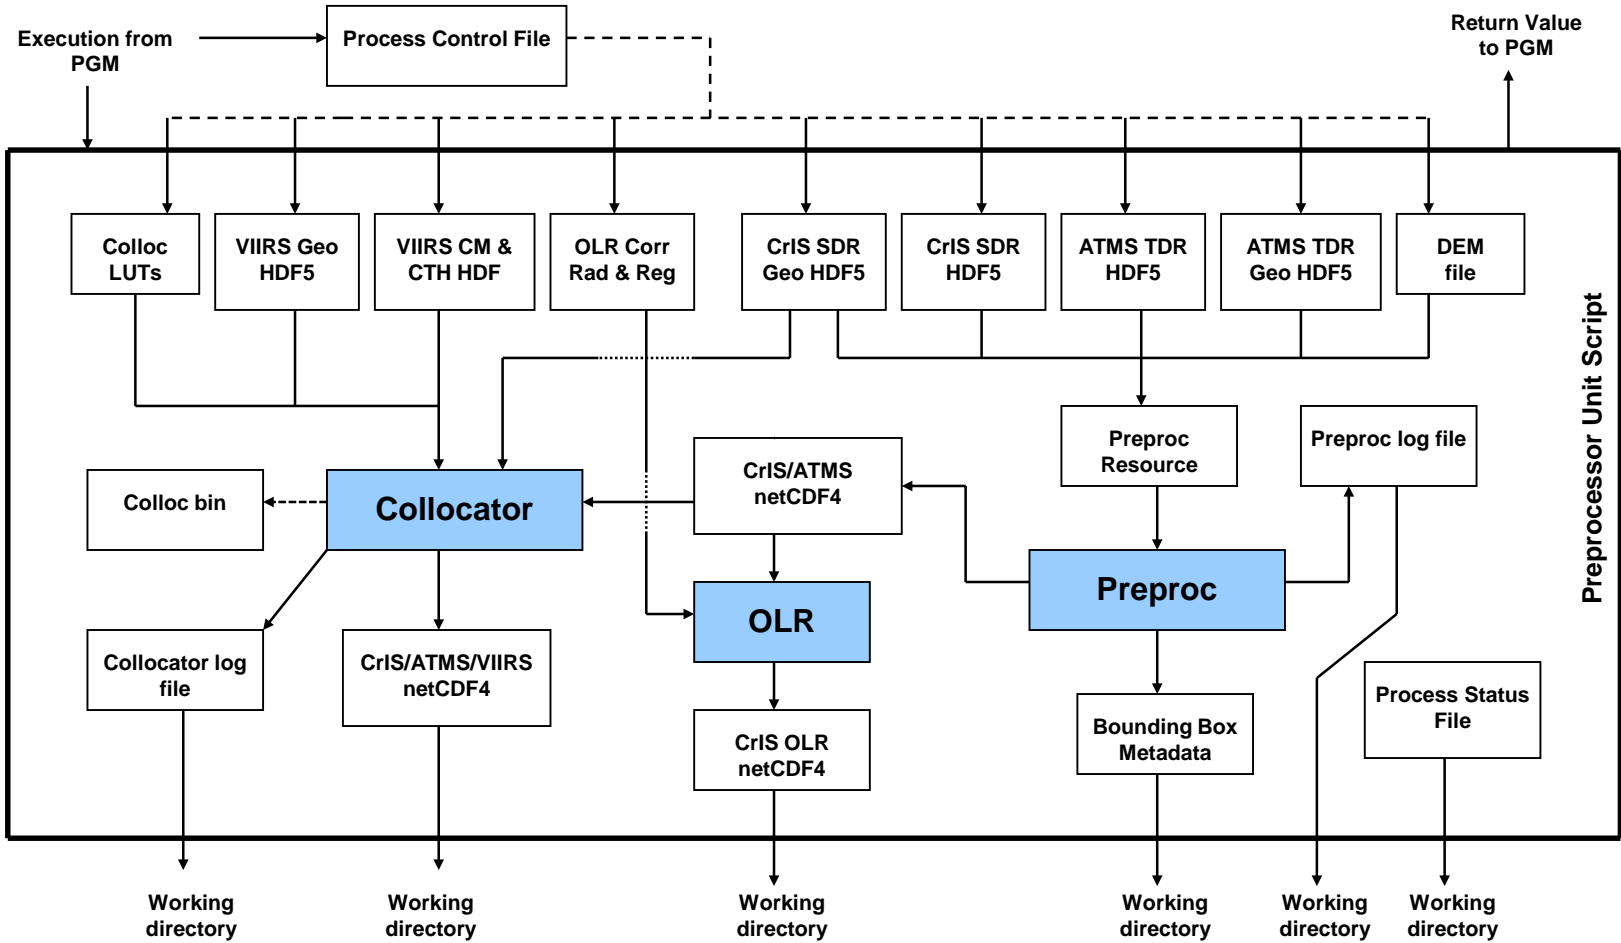 Execution from
PGM
Process Control File
Return Value
to PGM
Colloc
LUTs
VIIRS Geo
HDF5
VIIRS CM &
CTH HDF
OLR Corr
Rad & Reg
CrIS SDR
Geo HDF5
CrIS SDR
HDF5
ATMS TDR
HDF5
ATMS TDR
Geo HDF5
DEM
file
Preprocessor Unit Script
Colloc bin
Collocator
CrIS/ATMS
netCDF4
Preproc
Resource
Preproc log file
OLR
Preproc
Collocator log
file
CrIS/ATMS/VIIRS
netCDF4
CrIS OLR
netCDF4
Bounding Box
Metadata
Process Status
File
Working
directory
Working
directory
Working
directory
Working
directory
Working
directory
Working
directory